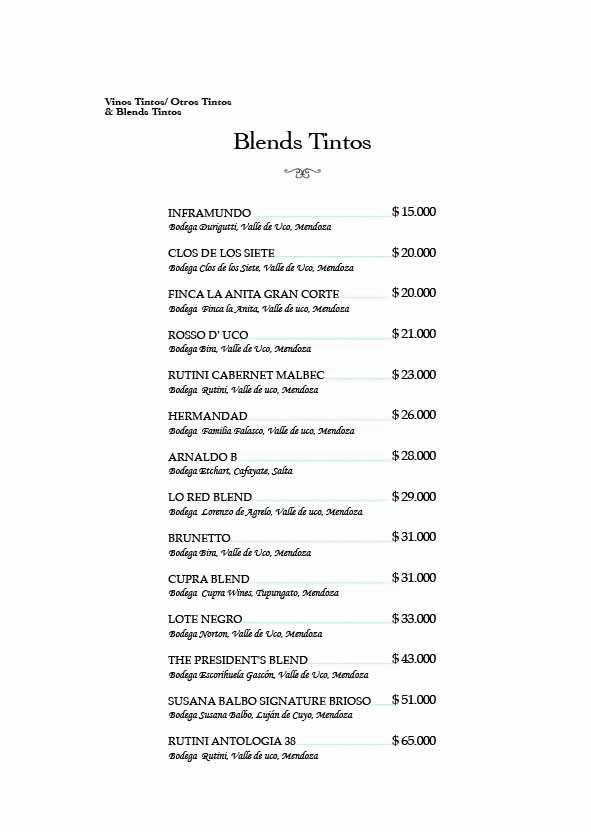 Vinos Tintos/ Otros Tintos
& Blends Tintos
Blends Tintos
INFRAMUNDO $ 15.000
Bodega Durigutti, Valle de Uco, Mendoza
CLOS DE LOS SIETE $ 20.000
Bodega Clos de los Siete, Valle de Uco, Mendoza
FINCA LA ANITA GRAN CORTE $ 20.000
Bodega Finca la Anita, Valle de uco, Mendoza
ROSSO D' UCO $ 21.000
Bodega Bira, Valle de Uco, Mendoza
RUTINI CABERNET MALBEC $ 23.000
Bodega Rutini, Valle de uco, Mendoza
HERMANDAD $ 26.000
Bodega Familia Falasco, Valle de uco, Mendoza
ARNALDO B $ 28.000
Bodega Etchart, Cafayate, Salta
LO RED BLEND $ 29.000
Bodega Lorenzo de Agrelo, Valle de uco, Mendoza
BRUNETTO $ 31.000
Bodega Bira, Valle de Uco, Mendoza
CUPRA BLEND $ 31.000
Bodega Cupra Wines, Tupungato, Mendoza
LOTE NEGRO $ 33.000
Bodega Norton, Valle de Uco, Mendoza
THE PRESIDENT'S BLEND $ 43.000
Bodega Escorihuela Gascón, Valle de Uco, Mendoza
SUSANA BALBO SIGNATURE BRIOSO $ 51.000
Bodega Susana Balbo, Luján de Cuyo, Mendoza
RUTINI ANTOLOGIA 38 $ 65.000
Bodega Rutini, Valle de uco, Mendoza